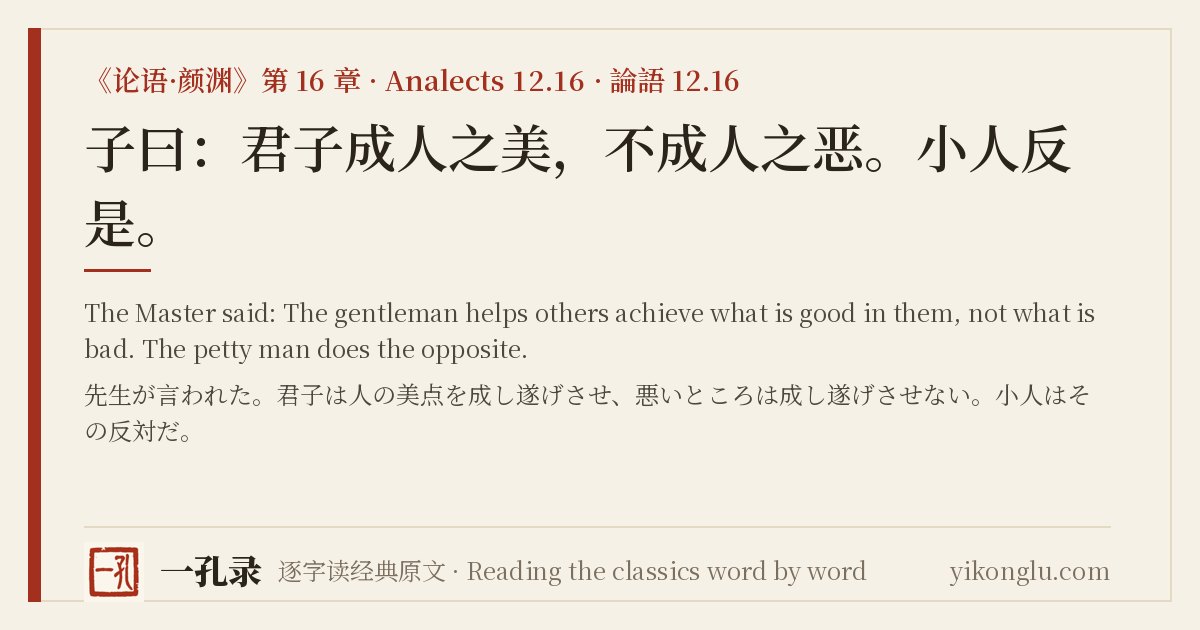 《论语·颜渊》第 16 章 · Analects 12.16 · 論語 12.16
子曰：君子成人之美，不成人之恶。小人反
是。
The Master said: The gentleman helps others achieve what is good in them, not what is
bad. The petty man does the opposite.
先生が言われた。君子は人の美点を成し遂げさせ、悪いところは成し遂げさせない。小人はそ
の反対だ。
一孔 一孔录 逐字读经典原文 · Reading the classics word by word yikonglu.com